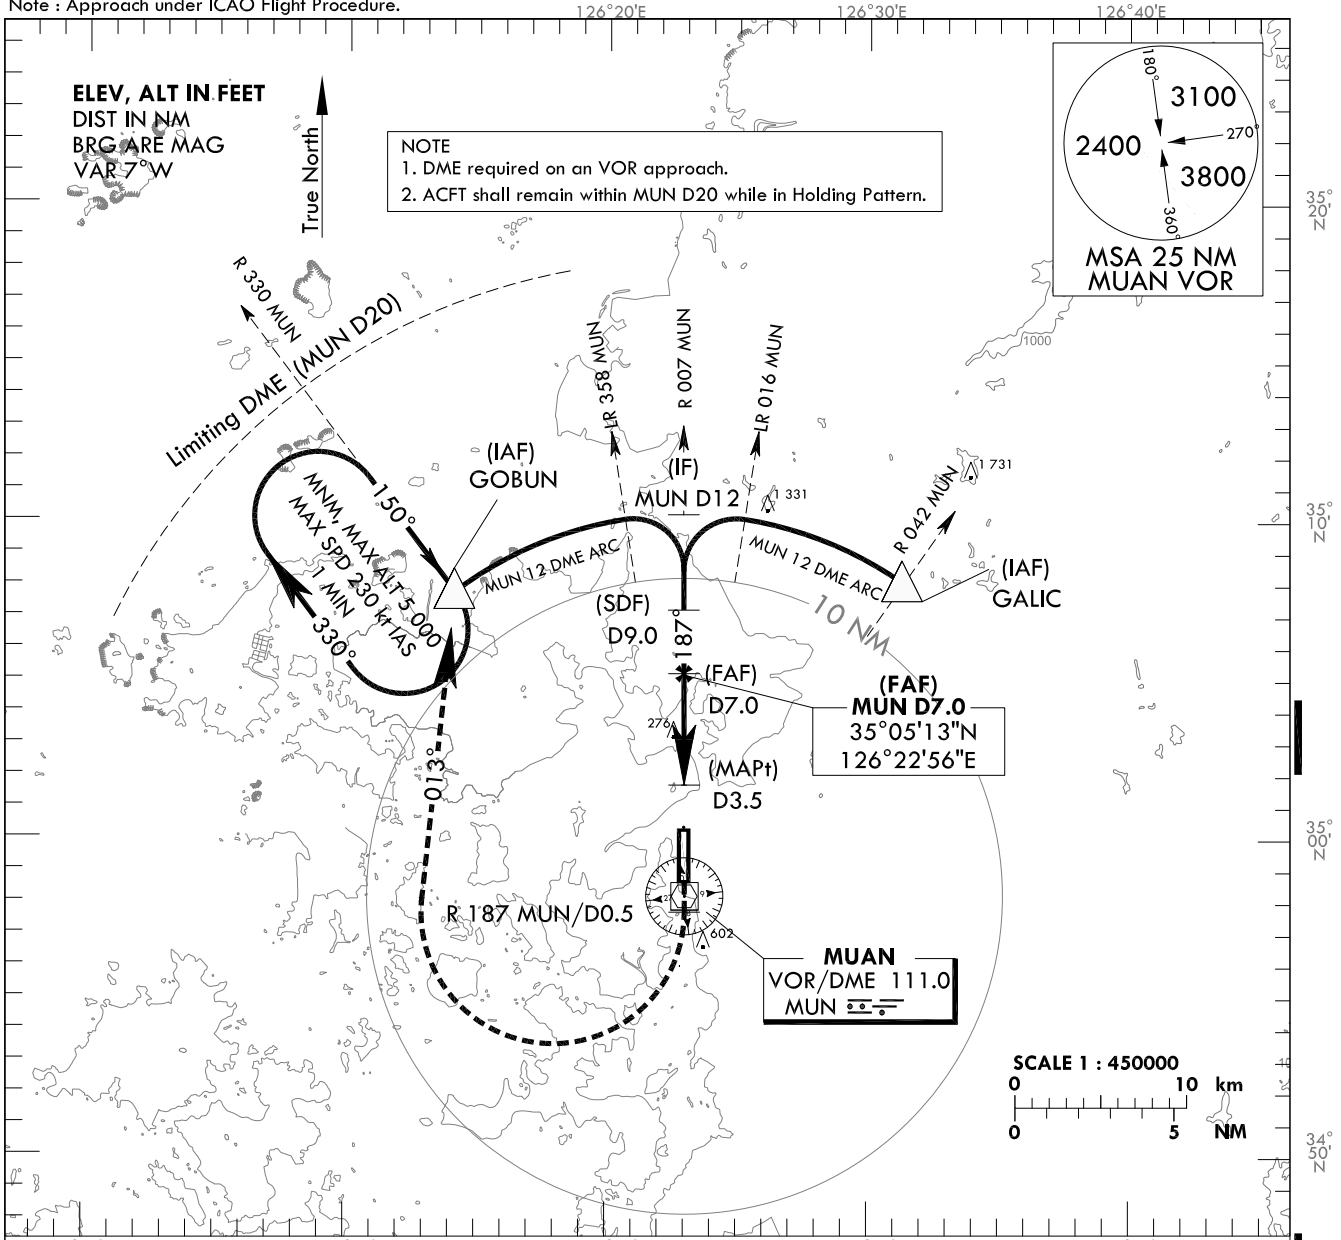 Note : Approach under ICAO Flight Procedure.
126°20'E
126°30'E
126°40'E
ELEV, ALT IN FEET
DIST IN NM
BRG ARE MAG
VAR 7°W
True North
NOTE
1. DME required on an VOR approach.
2. ACFT shall remain within MUN D20 while in Holding Pattern.
180°
3100
270°
2400
3800
360°
MSA 25 NM
MUAN VOR
35°
20'
N
R 330 MUN
Limiting DME (MUN D20)
LR 358 MUN
R 007 MUN
LR 016 MUN
1000
(IAF)
GOBUN
(IF)
MUN D12
1 331
R 042 MUN
1 731
35°
10'
N
150°
MNM, MAX ALT 5 000
MAX SPD 230 kt IAS
1 MIN
330°
MUN 12 DME ARC
MUN 12 DME ARC
(IAF)
GALIC
(SDF)
D9.0
187°
10 NM
(FAF)
D7.0
(FAF)
MUN D7.0
35°05'13"N
126°22'56"E
276
(MAPt)
D3.5
013°
35°
00'
N
R 187 MUN/D0.5
27
9
602
MUAN
VOR/DME 111.0
MUN
SCALE 1 : 450000
0 10 km
0 5 NM
34°
50'
N